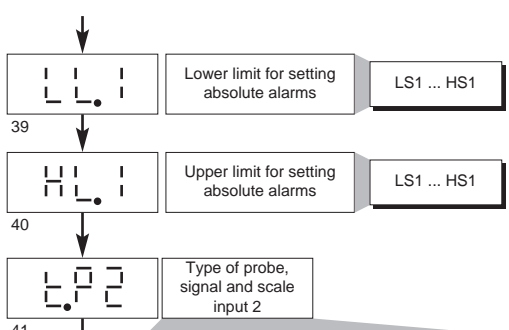 LL.1
Lower limit for setting
absolute alarms
LS1 ... HS1
39
HL.1
Upper limit for setting
absolute alarms
LS1 ... HS1
40
t.P2
Type of probe,
signal and scale
input 2
41